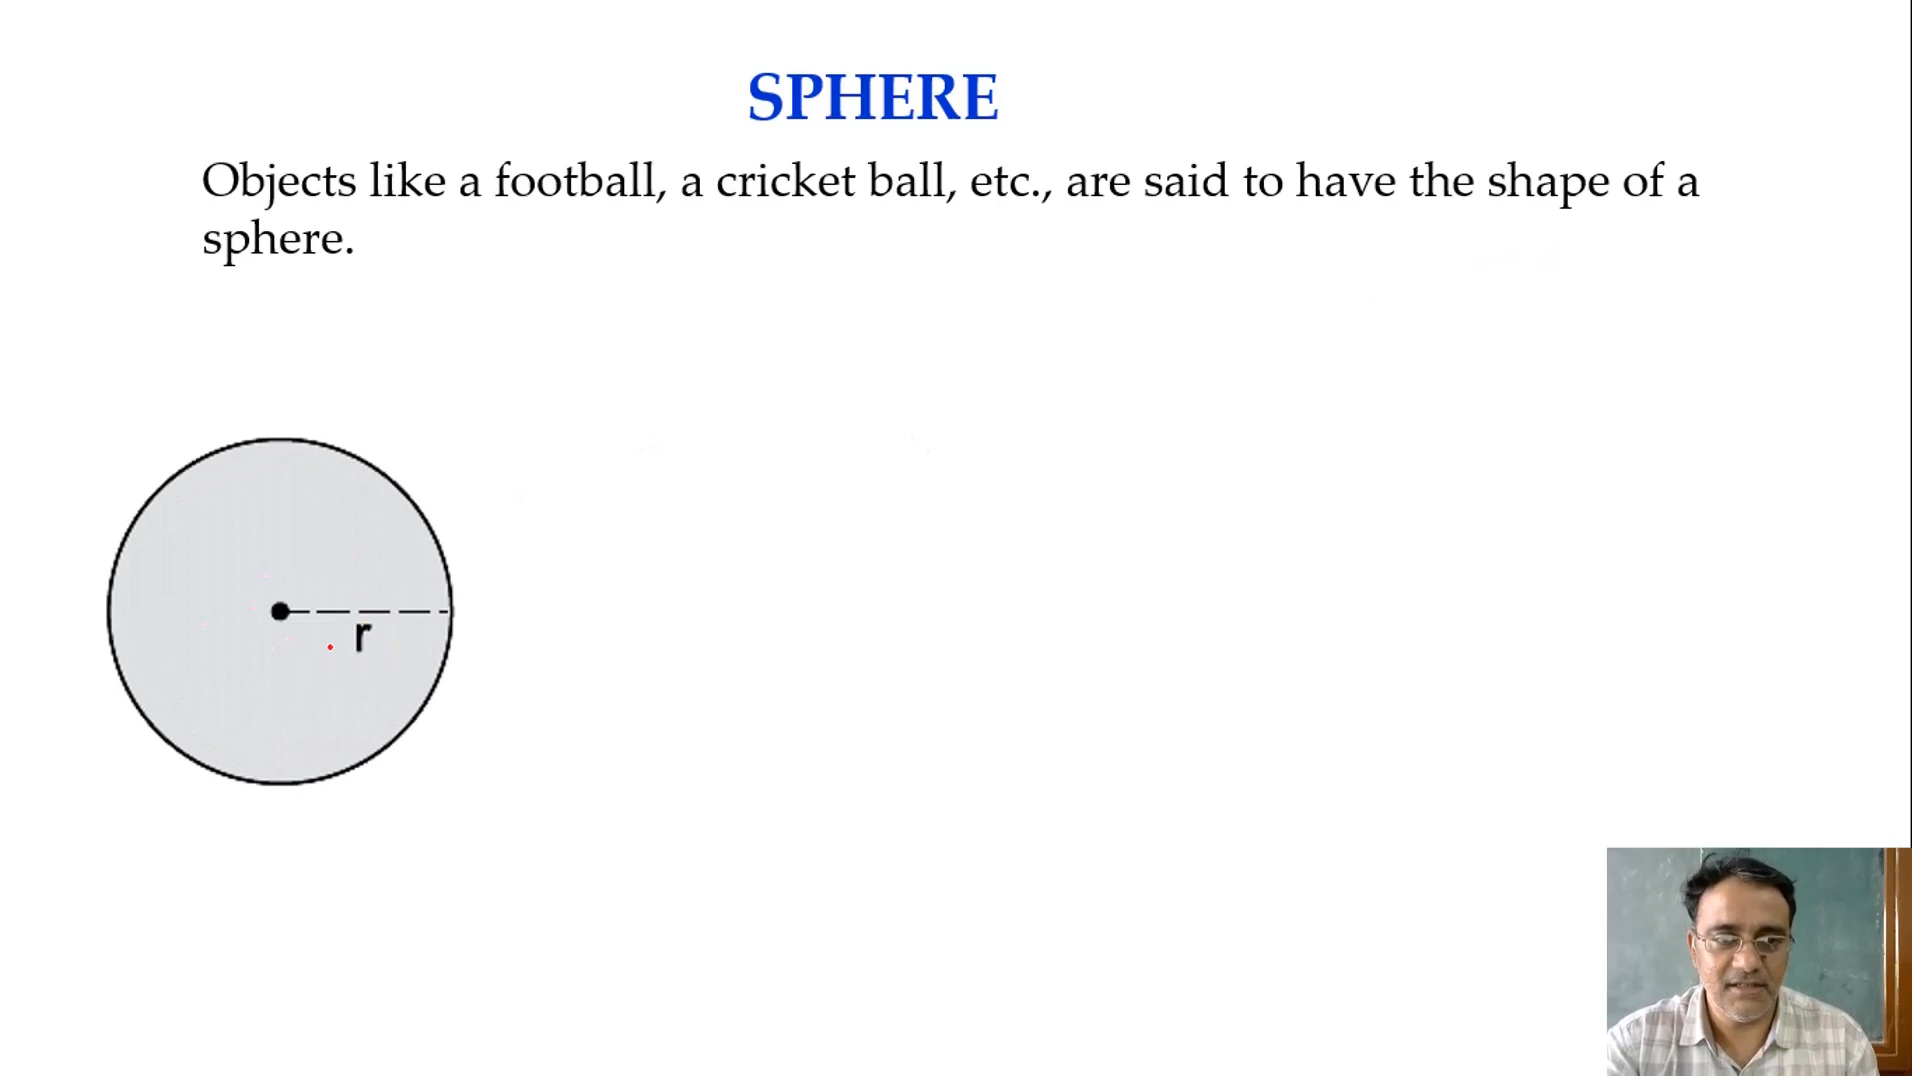 SPHERE
Objects like a football, a cricket ball, etc., are said to have the shape of a
sphere.
r